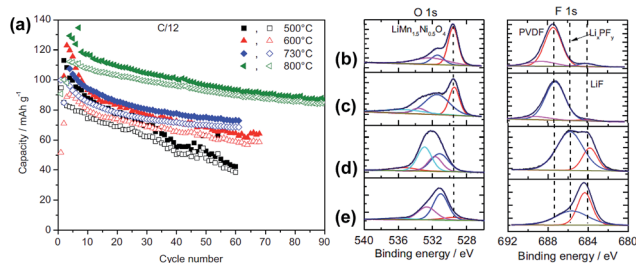 (a)
C/12
500°C
600°C
730°C
800°C
Capacity / mAh g⁻¹
140
120
100
80
60
40
20
0
0 10 20 30 40 50 60 70 80 90
Cycle number
O 1s
F 1s
LiMn₁.₅Ni₀.₅O₄
PVDF
LiₓPFᵧ
LiF
(b)
(c)
(d)
(e)
540 536 532 528
Binding energy / eV
692 688 684 680
Binding energy / eV